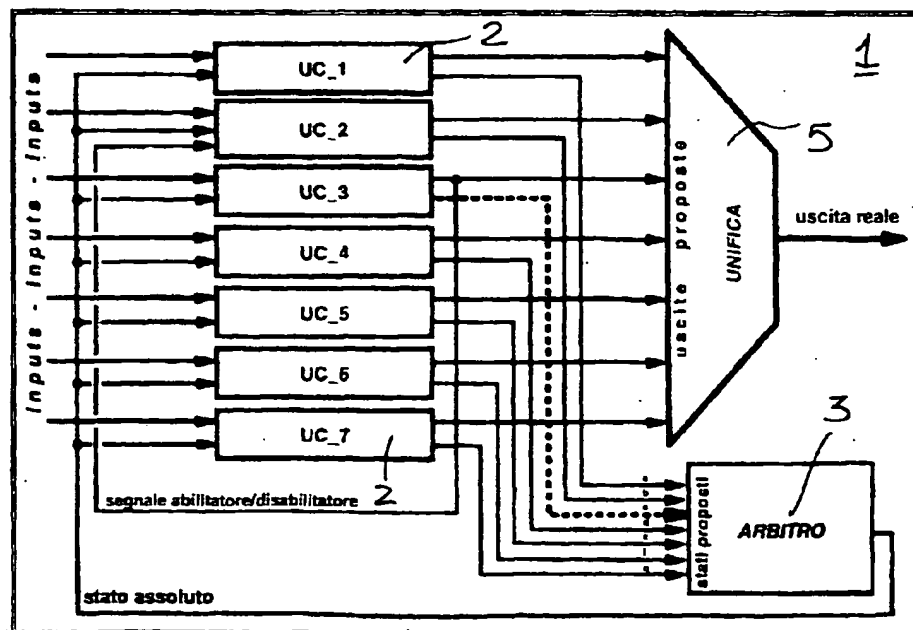 1
2
UC_1
UC_2
UC_3
UC_4
UC_5
UC_6
UC_7
2
Inputs - Inputs - Inputs - Inputs
uscite proposte
UNIFICA
5
uscita reale
segnale abilitatore/disabilitatore
stati proposti
ARBITRO
3
stato assoluto